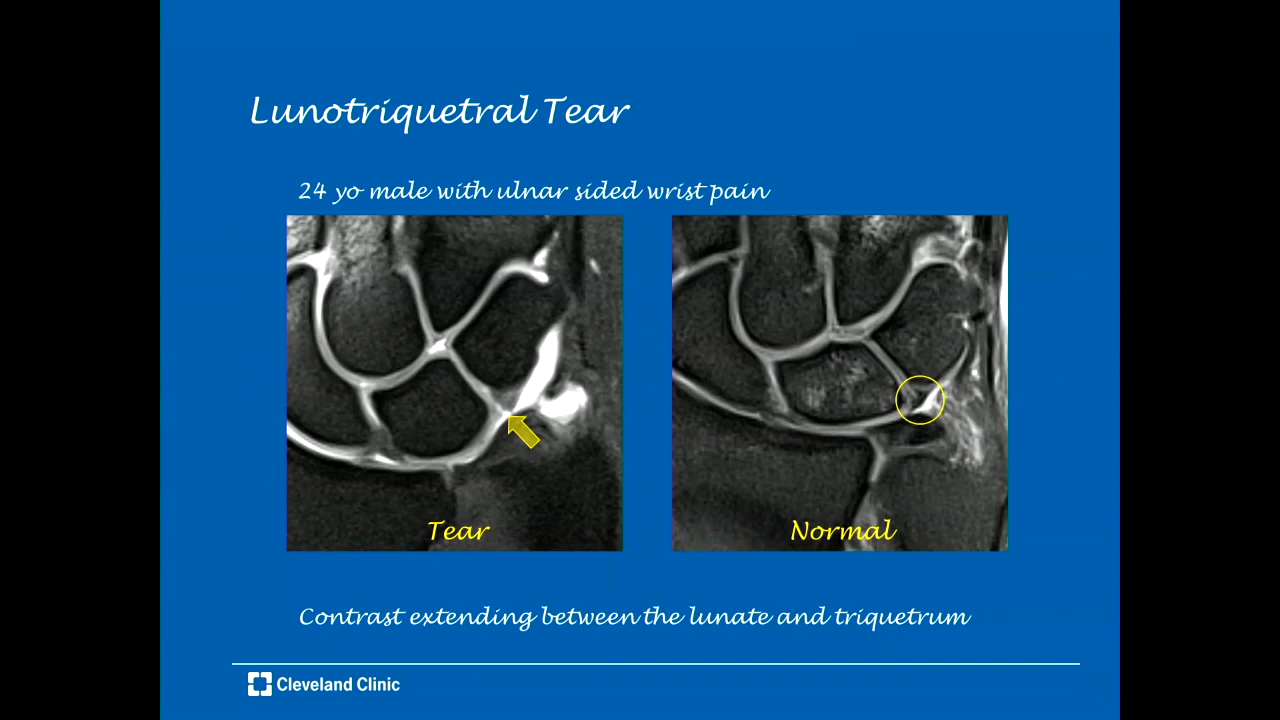 Lunotriquetral Tear
24 yo male with ulnar sided wrist pain
Tear
Normal
Contrast extending between the lunate and triquetrum
Cleveland Clinic